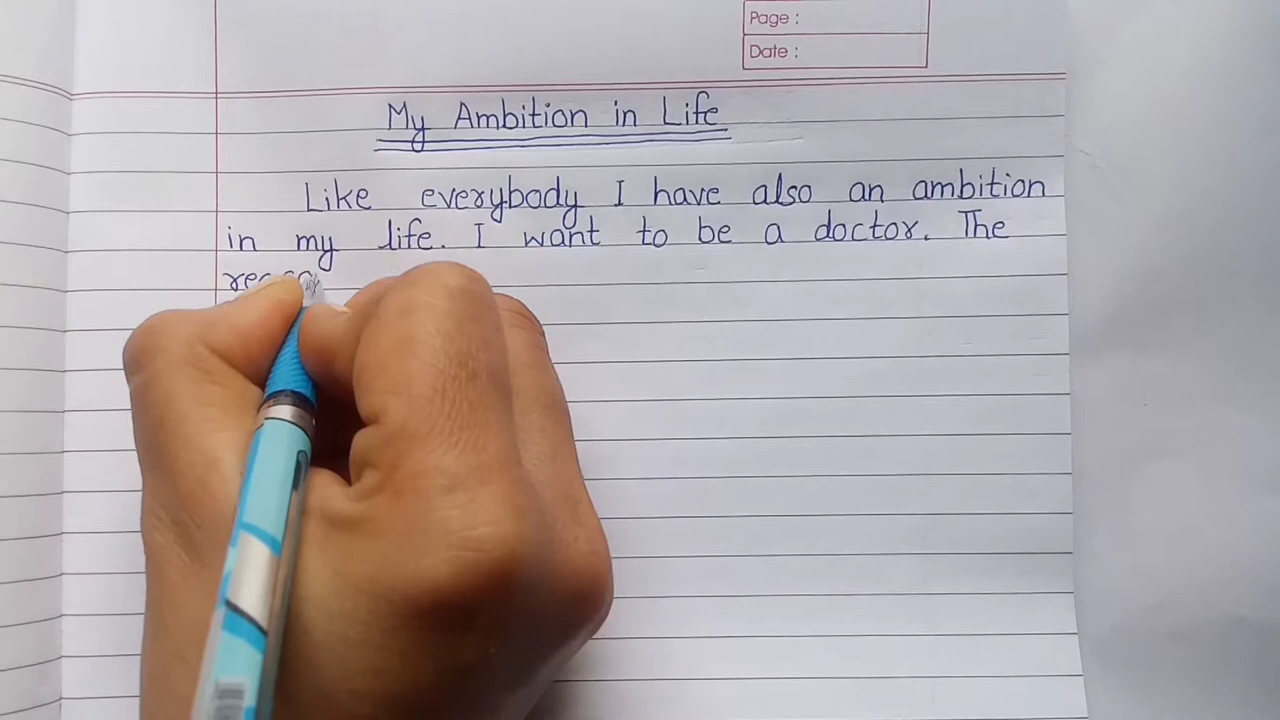 Page :
Date :
My Ambition in Life
Like everybody I have also an ambition
in my life. I want to be a doctor. The